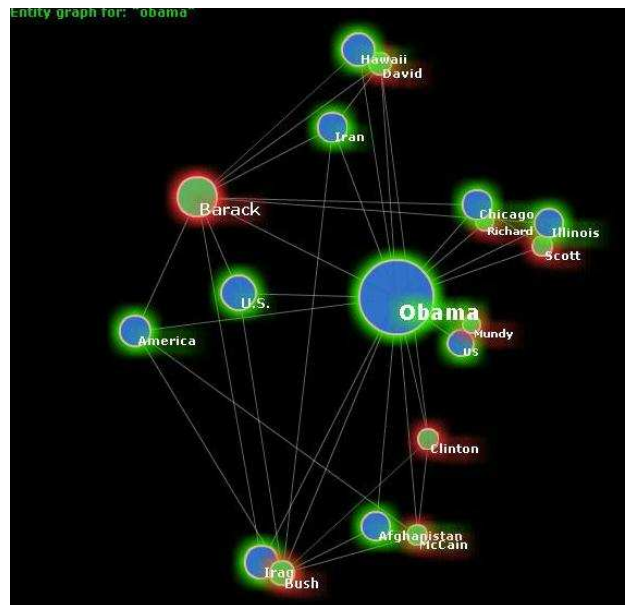 Entity graph for: "obama"
Hawaii
David
Iran
Barack
Chicago
Richard
Illinois
Scott
U.S.
Obama
Mundy
US
America
Clinton
Afghanistan
McCain
Iraq
Bush